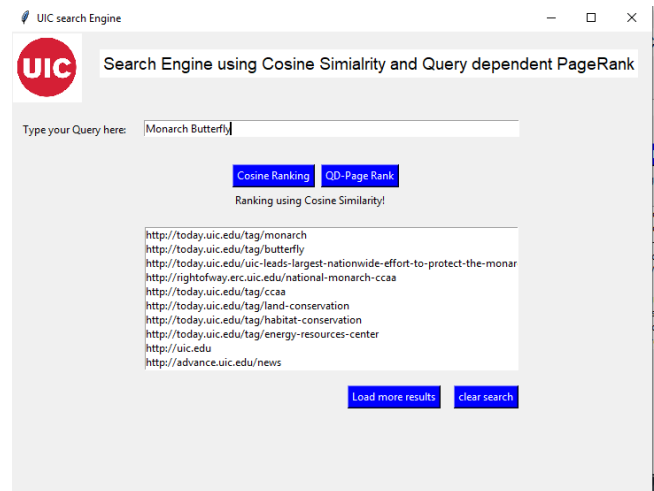 UIC search Engine
UIC
Search Engine using Cosine Simialrity and Query dependent PageRank
Type your Query here: Monarch Butterfly
Cosine Ranking QD-Page Rank
Ranking using Cosine Similarity!
http://today.uic.edu/tag/monarch
http://today.uic.edu/tag/butterfly
http://today.uic.edu/uic-leads-largest-nationwide-effort-to-protect-the-monar
http://rightofway.erc.uic.edu/national-monarch-ccaa
http://today.uic.edu/tag/ccaa
http://today.uic.edu/tag/land-conservation
http://today.uic.edu/tag/habitat-conservation
http://today.uic.edu/tag/energy-resources-center
http://uic.edu
http://advance.uic.edu/news
Load more results clear search